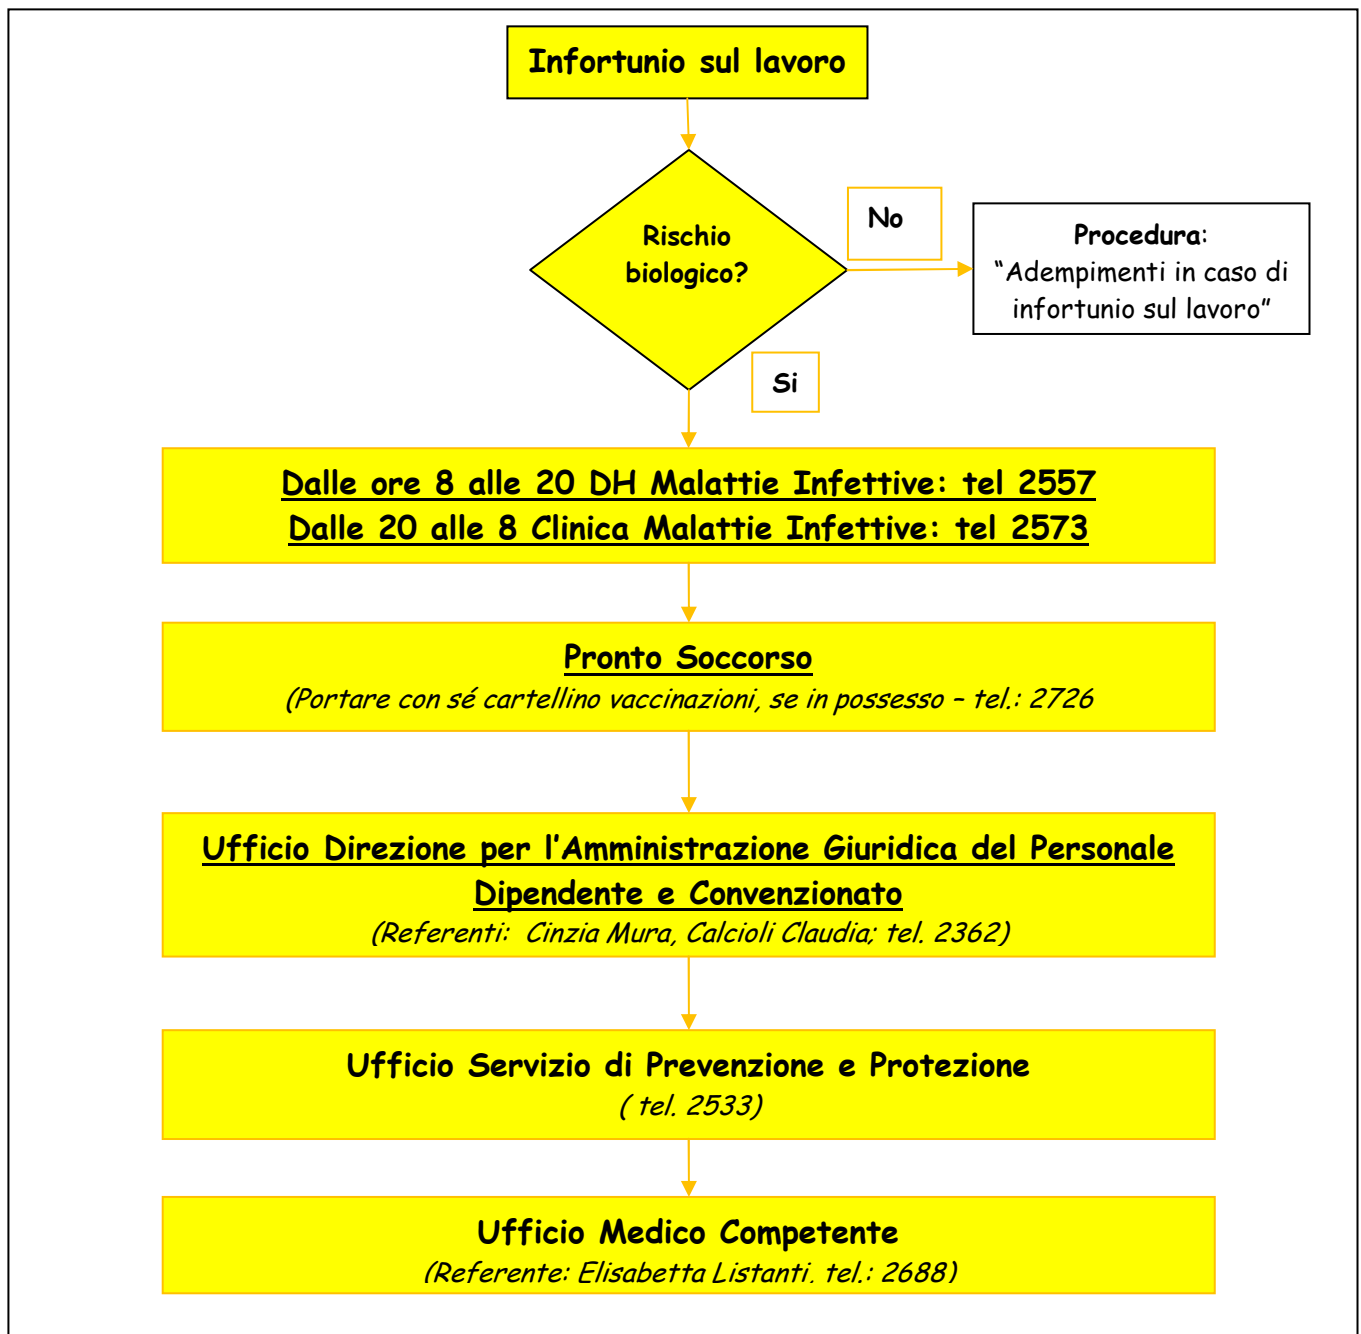 Infortunio sul lavoro
Rischio
biologico?
No
Procedura:
“Adempimenti in caso di
infortunio sul lavoro”
Si
Dalle ore 8 alle 20 DH Malattie Infettive: tel 2557
Dalle 20 alle 8 Clinica Malattie Infettive: tel 2573
Pronto Soccorso
(Portare con sé cartellino vaccinazioni, se in possesso – tel.: 2726
Ufficio Direzione per l’Amministrazione Giuridica del Personale
Dipendente e Convenzionato
(Referenti: Cinzia Mura, Calcioli Claudia; tel. 2362)
Ufficio Servizio di Prevenzione e Protezione
( tel. 2533)
Ufficio Medico Competente
(Referente: Elisabetta Listanti, tel.: 2688)